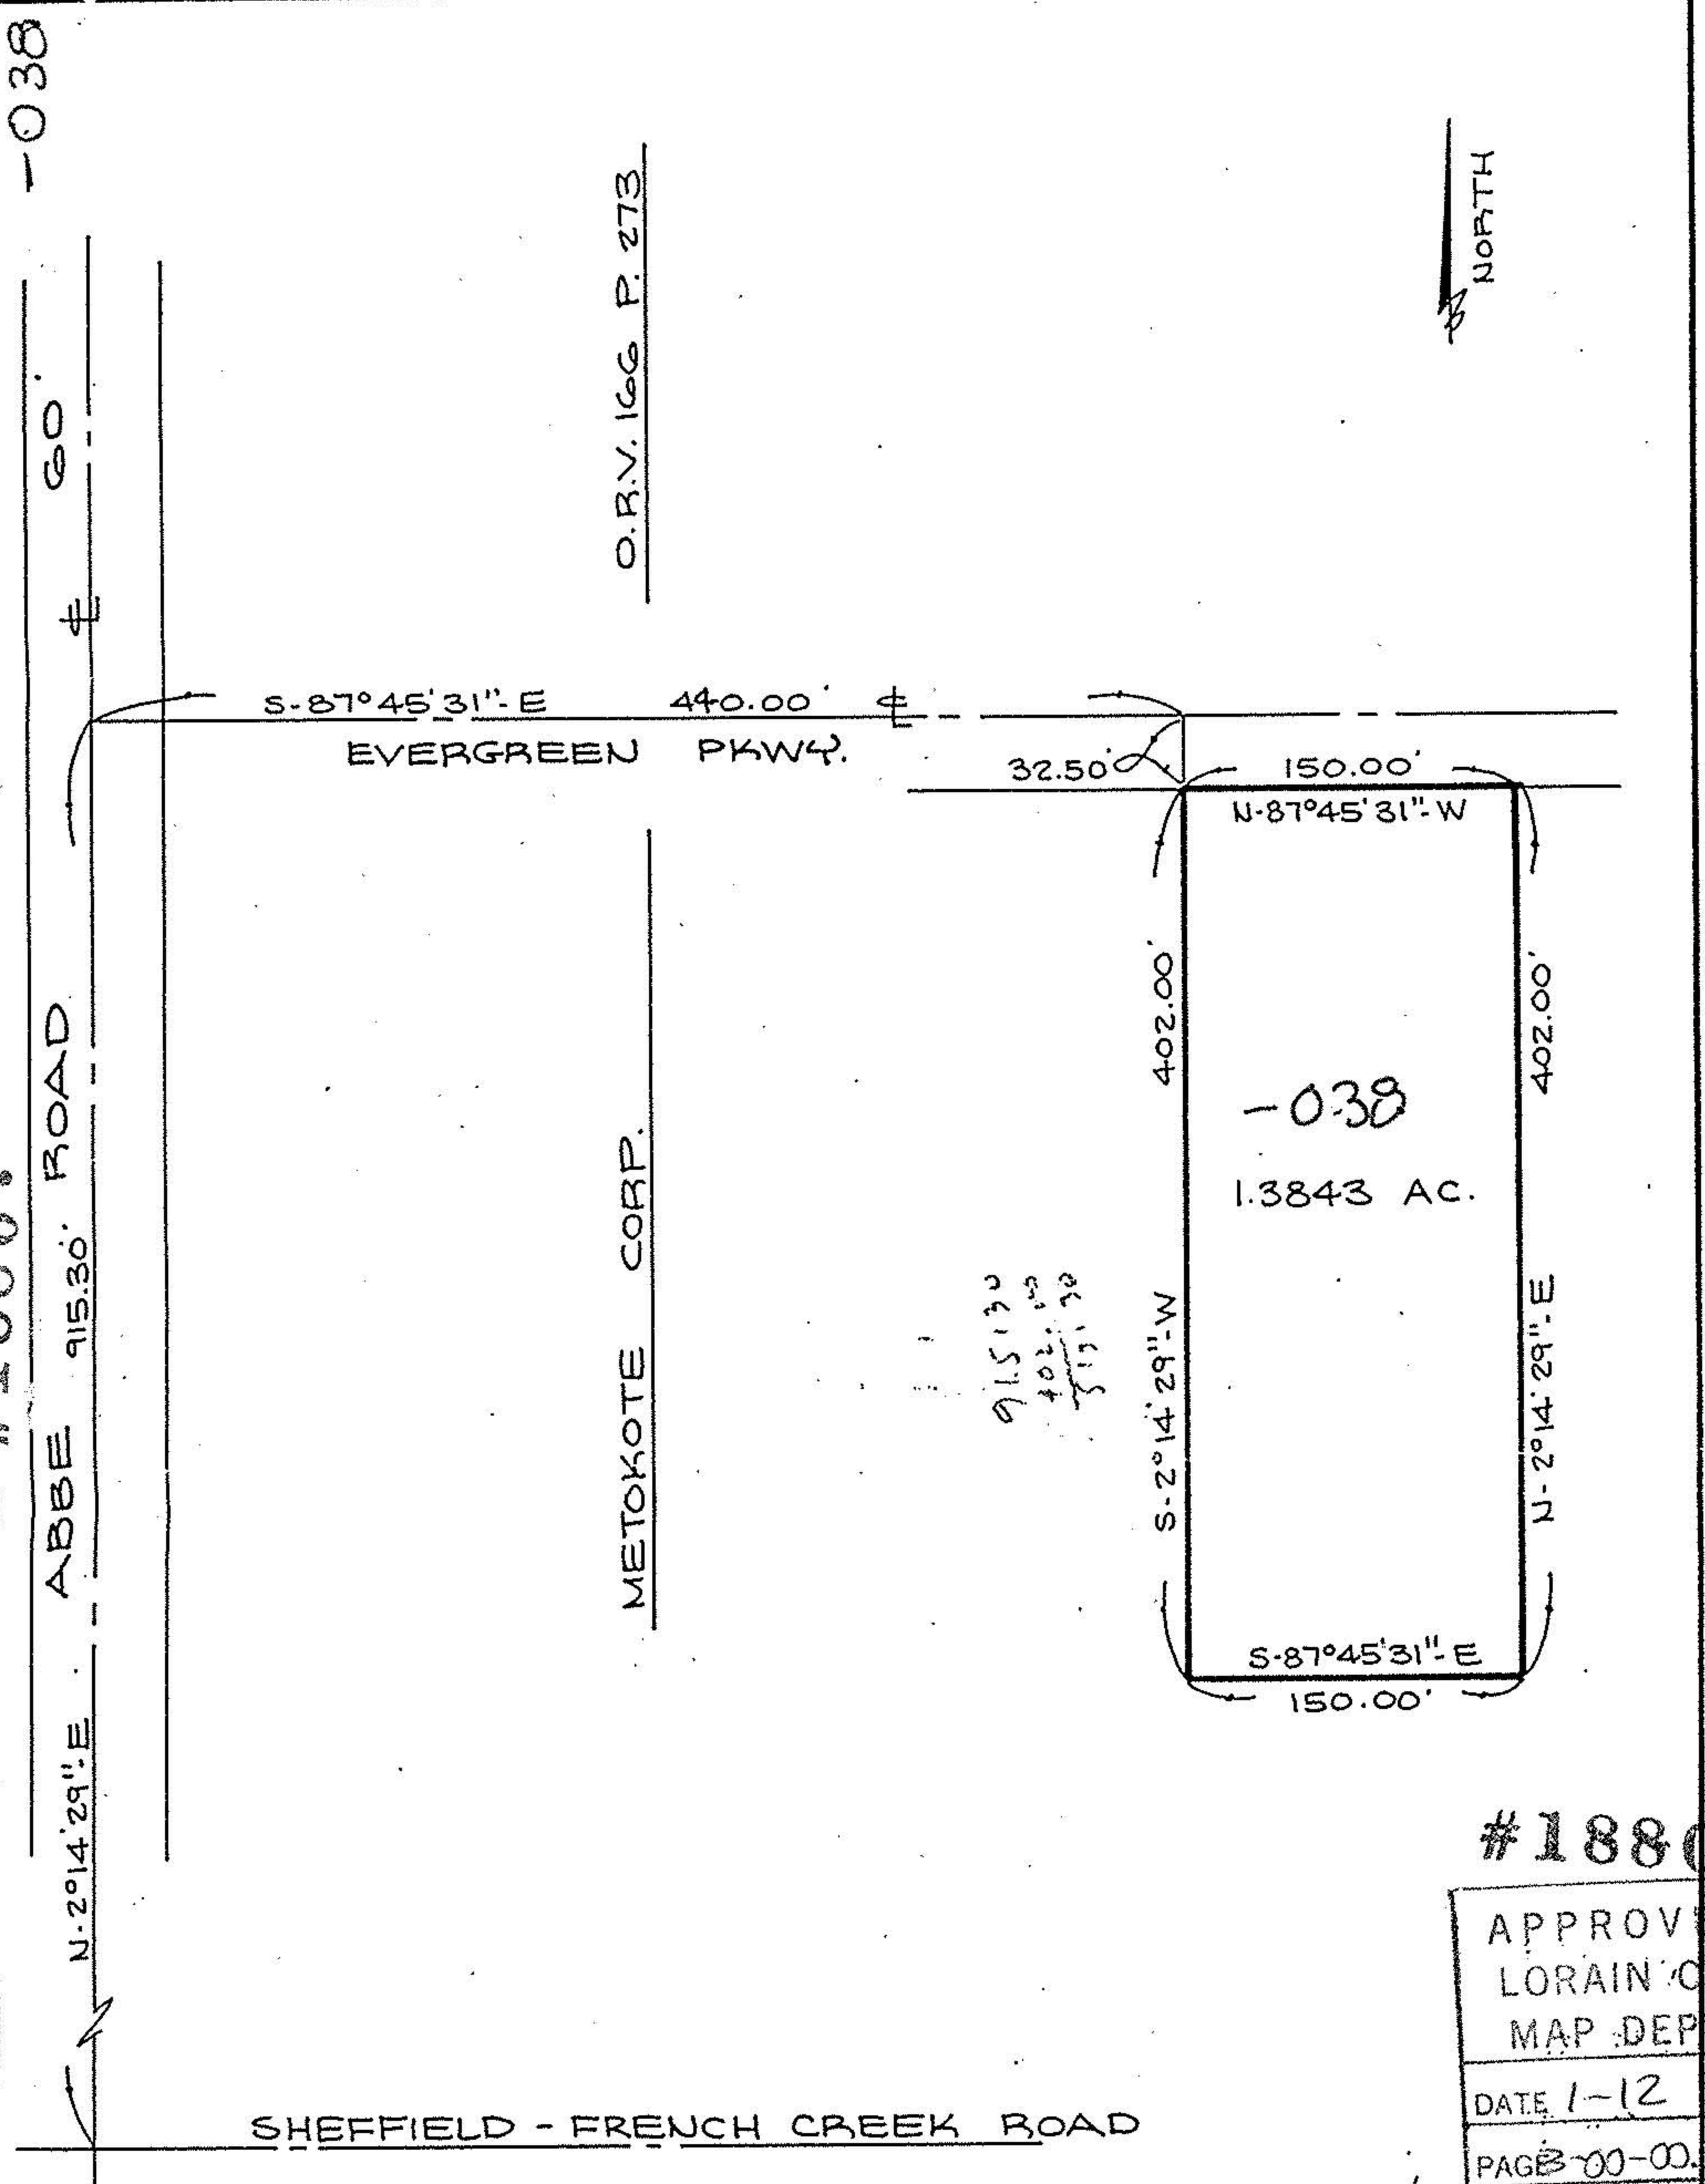 -038
60'
O.R.V. 166 P. 273
NORTH
S-87°45'31"-E 440.00' ℄
EVERGREEN PKWY.
32.50'
150.00'
N-87°45'31"-W
402.00'
402.00'
-038
1.3843 AC.
N-2°14'29"-E ABBE 915.30' ROAD ℄
METOKOTE CORP.
915.30
402.00
S-2°14'29"-W
N-2°14'29"-E
S-87°45'31"-E
150.00'
#188
APPROV
LORAIN C
MAP DEP
DATE 1-12
PAGE
SHEFFIELD - FRENCH CREEK ROAD